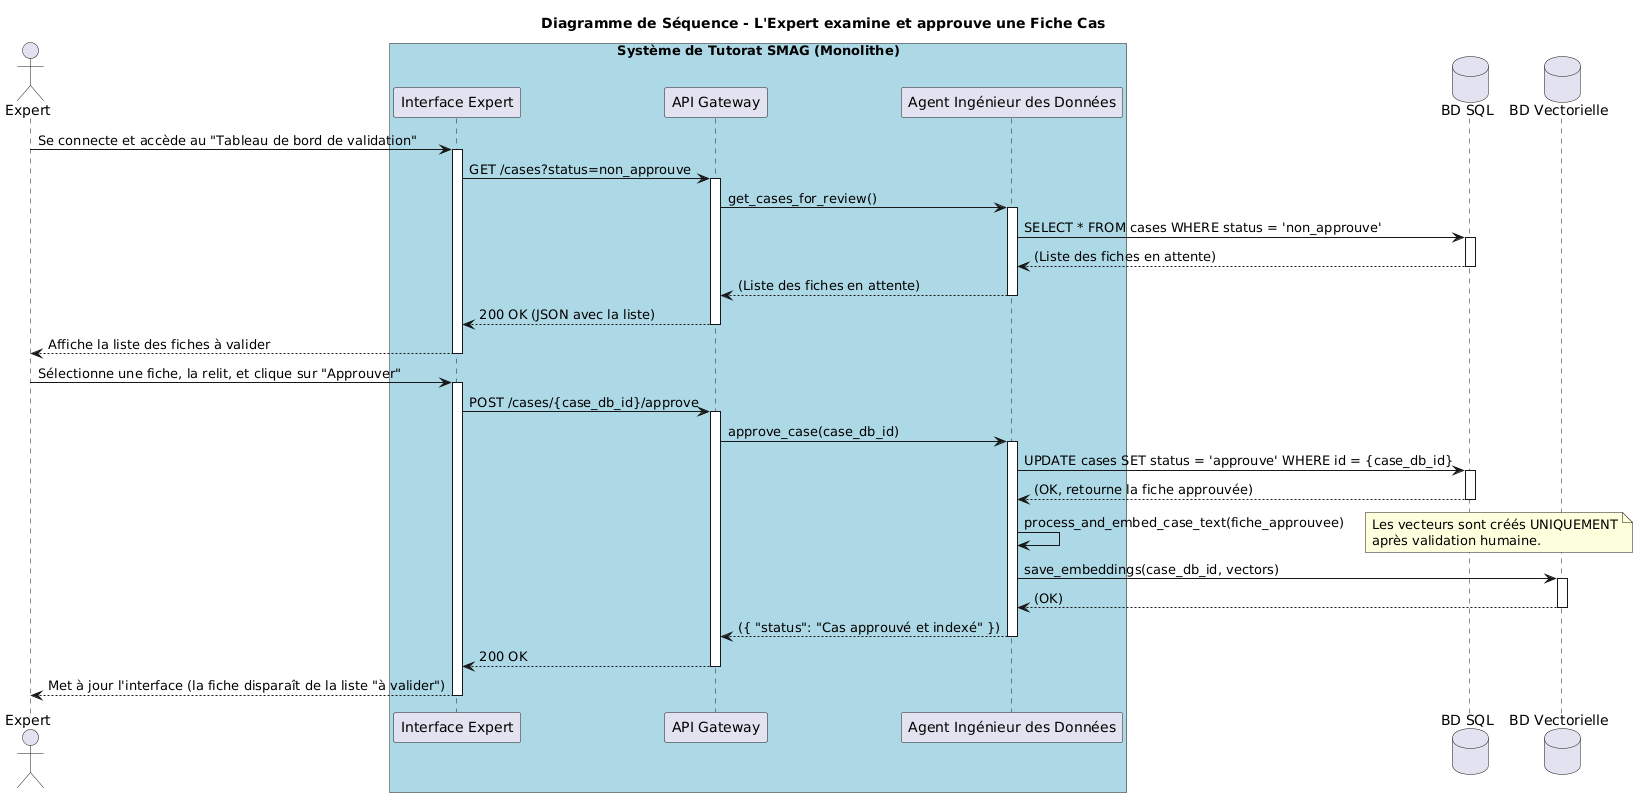 Diagramme de Séquence - L'Expert examine et approuve une Fiche Cas
Système de Tutorat SMAG (Monolithe)
Expert
Interface Expert
API Gateway
Agent Ingénieur des Données
BD SQL
BD Vectorielle
Se connecte et accède au "Tableau de bord de validation"
GET /cases?status=non_approuve
get_cases_for_review()
SELECT * FROM cases WHERE status = 'non_approuve'
(Liste des fiches en attente)
(Liste des fiches en attente)
200 OK (JSON avec la liste)
Affiche la liste des fiches à valider
Sélectionne une fiche, la relit, et clique sur "Approuver"
POST /cases/{case_db_id}/approve
approve_case(case_db_id)
UPDATE cases SET status = 'approuve' WHERE id = {case_db_id}
(OK, retourne la fiche approuvée)
process_and_embed_case_text(fiche_approuvee)
Les vecteurs sont créés UNIQUEMENT
après validation humaine.
save_embeddings(case_db_id, vectors)
(OK)
({ "status": "Cas approuvé et indexé" })
200 OK
Met à jour l'interface (la fiche disparaît de la liste "à valider")
Expert
Interface Expert
API Gateway
Agent Ingénieur des Données
BD SQL
BD Vectorielle